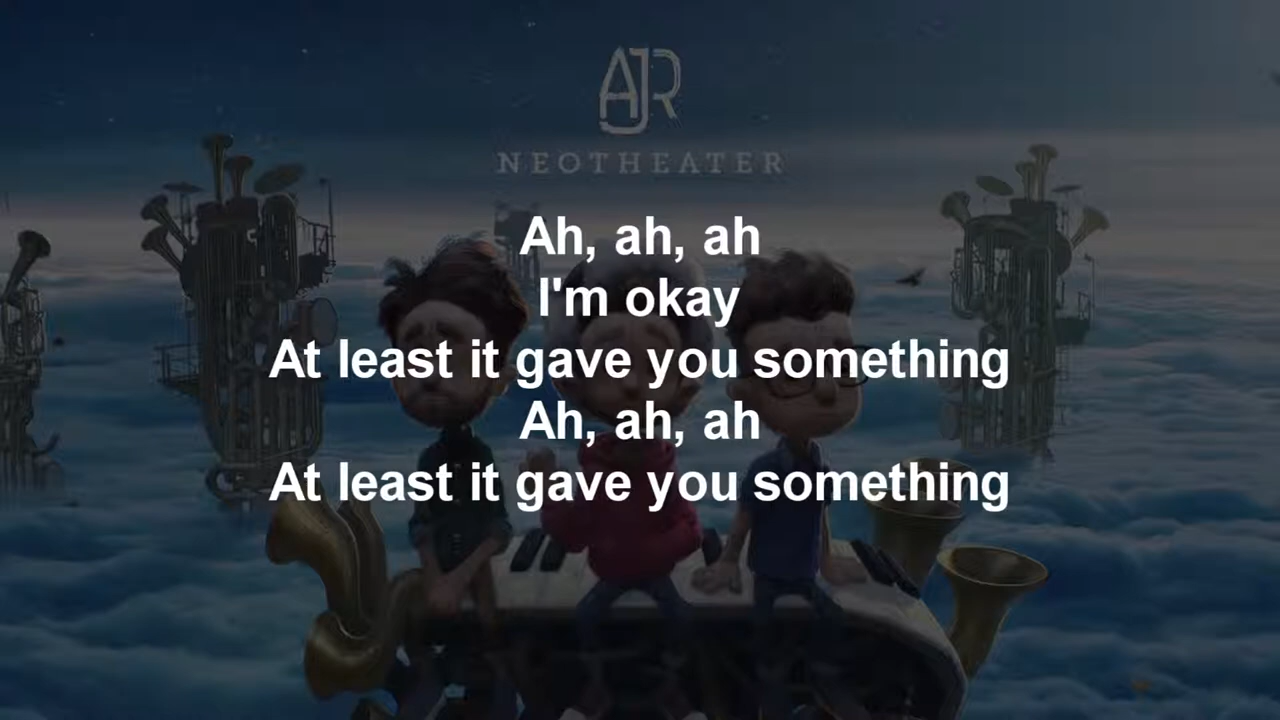 AJR
NEOTHEATER
Ah, ah, ah
I'm okay
At least it gave you something
Ah, ah, ah
At least it gave you something